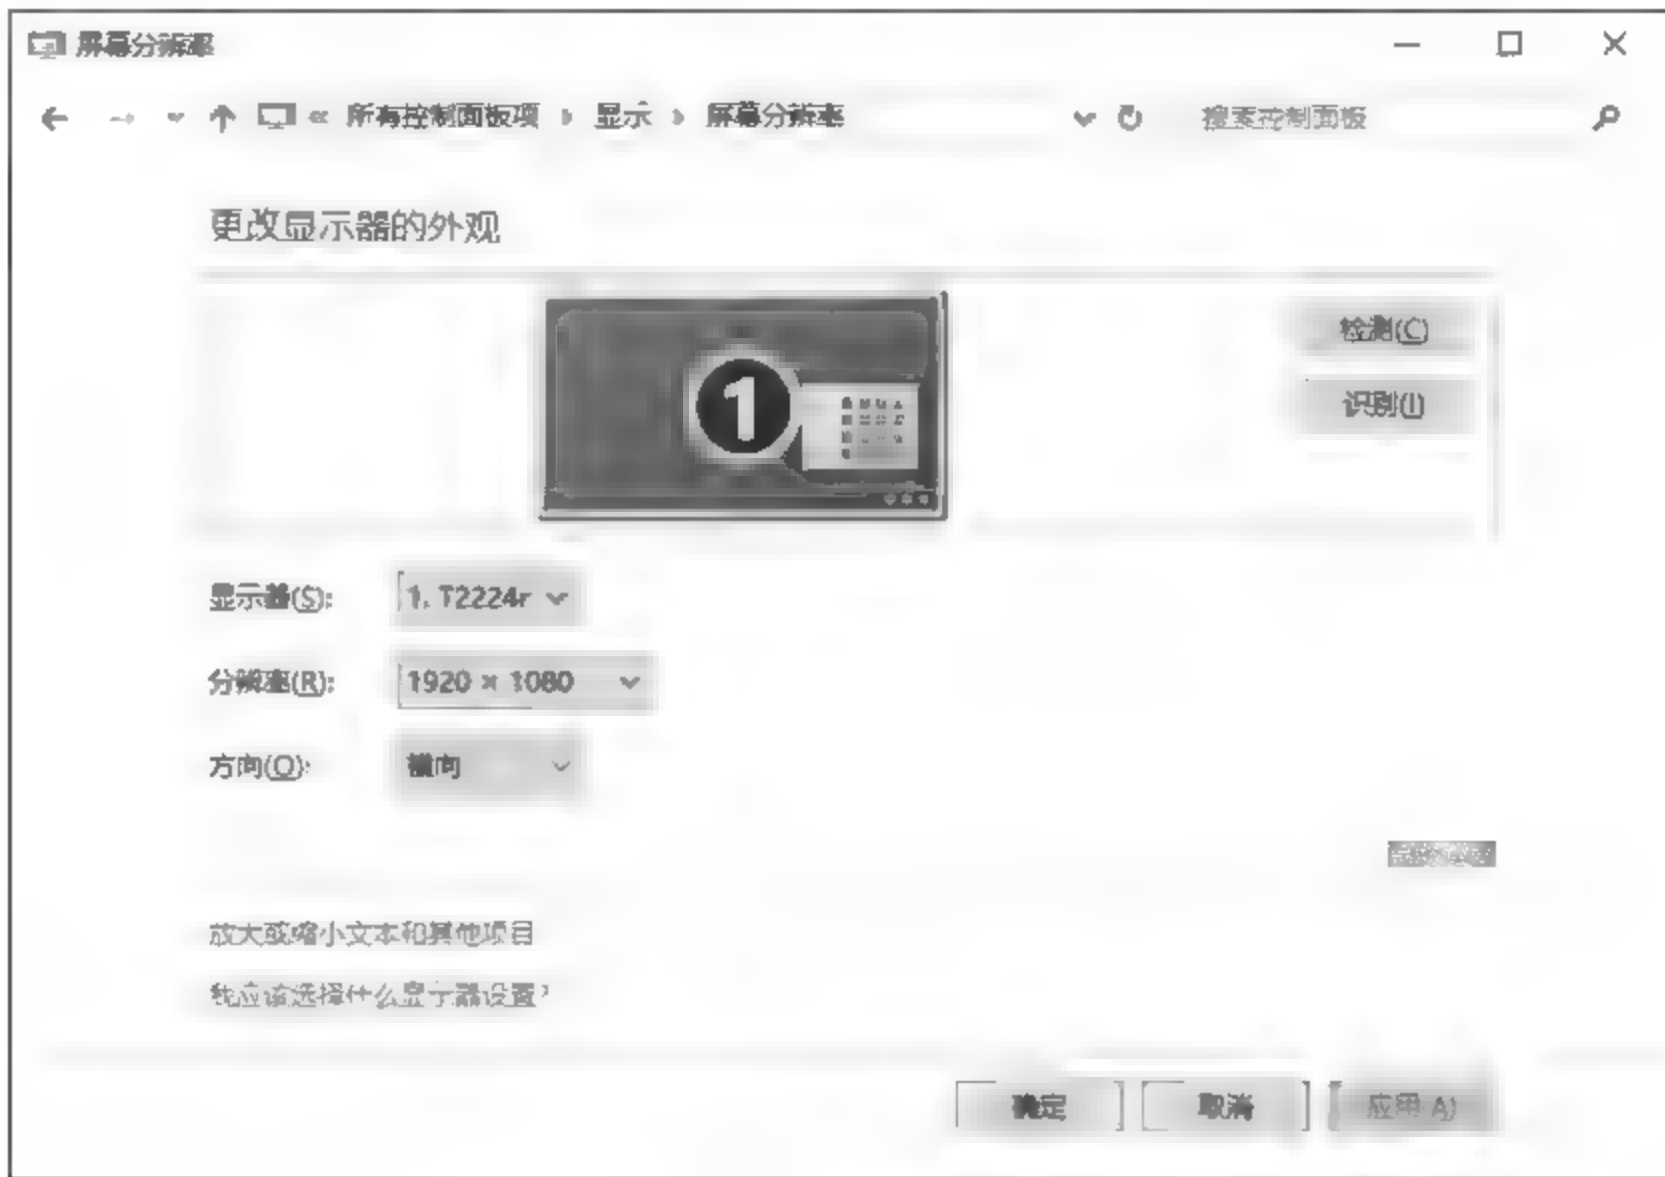 屏幕分辨率
« 所有控制面板项 › 显示 › 屏幕分辨率
搜索控制面板
更改显示器的外观
1
检测(C)
识别(I)
显示器(S):
1. T2224r
分辨率(R):
1920 × 1080
方向(O):
横向
放大或缩小文本和其他项目
我应该选择什么显示器设置?
确定
取消
应用(A)